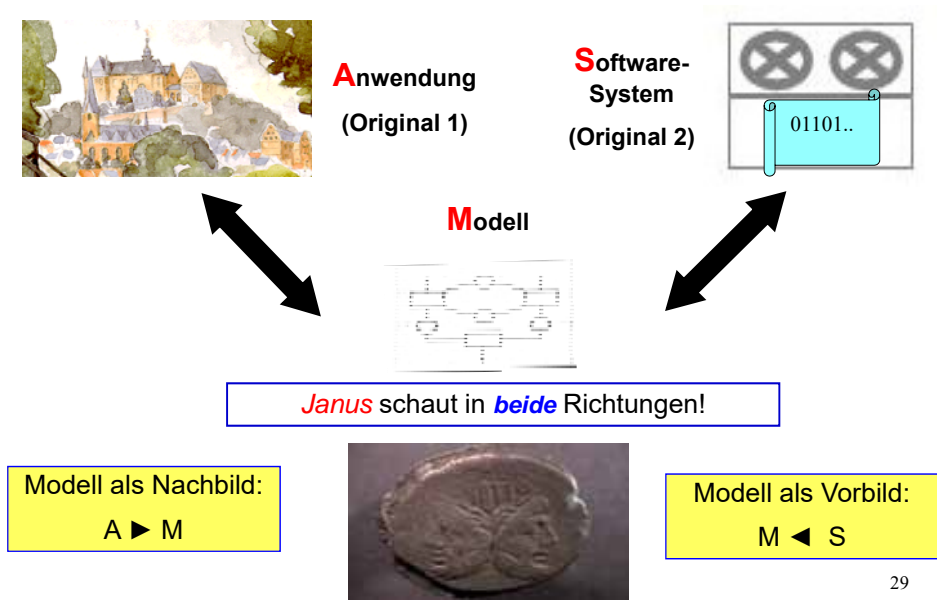 Anwendung
(Original 1)
Software-
System
(Original 2)
01101..
Modell
Janus schaut in beide Richtungen!
Modell als Nachbild:
A ► M
Modell als Vorbild:
M ◄ S
29